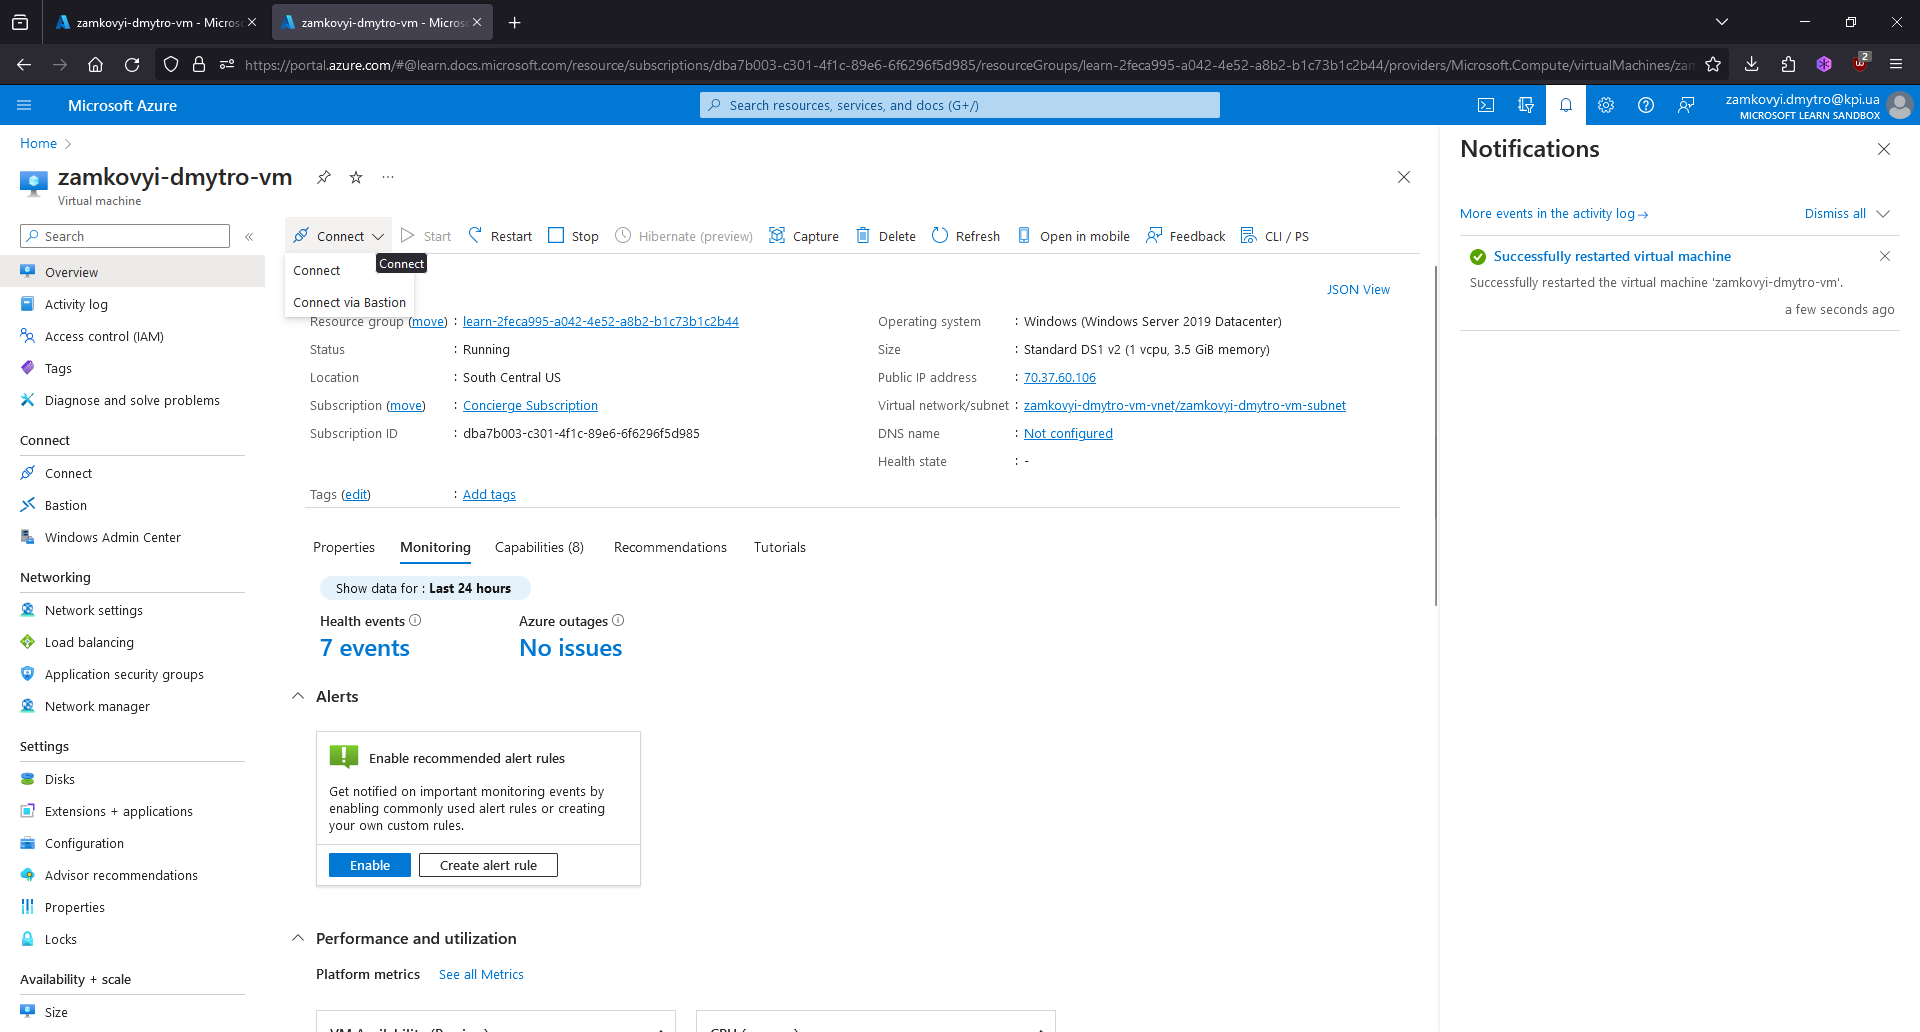 zamkovyi-dmytro-vm - Micros
zamkovyi-dmytro-vm - Micros
https://portal.azure.com/#@learn.docs.microsoft.com/resource/subscriptions/dba7b003-c301-4f1c-89e6-6f6296f5d985/resourceGroups/learn-2feca995-a042-4e52-a8b2-b1c73b1c2b44/providers/Microsoft.Compute/virtualMachines/zam
2
Microsoft Azure
Search resources, services, and docs (G+/)
zamkovyi.dmytro@kpi.ua
MICROSOFT LEARN SANDBOX
Home
zamkovyi-dmytro-vm
Virtual machine
Search
Overview
Activity log
Access control (IAM)
Tags
Diagnose and solve problems
Connect
Connect
Bastion
Windows Admin Center
Networking
Network settings
Load balancing
Application security groups
Network manager
Settings
Disks
Extensions + applications
Configuration
Advisor recommendations
Properties
Locks
Availability + scale
Size
Connect
Start
Restart
Stop
Hibernate (preview)
Capture
Delete
Refresh
Open in mobile
Feedback
CLI / PS
Connect
Connect
Connect via Bastion
JSON View
Resource group (move) : learn-2feca995-a042-4e52-a8b2-b1c73b1c2b44
Status : Running
Location : South Central US
Subscription (move) : Concierge Subscription
Subscription ID : dba7b003-c301-4f1c-89e6-6f6296f5d985
Operating system : Windows (Windows Server 2019 Datacenter)
Size : Standard DS1 v2 (1 vcpu, 3.5 GiB memory)
Public IP address : 70.37.60.106
Virtual network/subnet : zamkovyi-dmytro-vm-vnet/zamkovyi-dmytro-vm-subnet
DNS name : Not configured
Health state : -
Tags (edit) : Add tags
Properties
Monitoring
Capabilities (8)
Recommendations
Tutorials
Show data for : Last 24 hours
Health events
7 events
Azure outages
No issues
Alerts
Enable recommended alert rules
Get notified on important monitoring events by
enabling commonly used alert rules or creating
your own custom rules.
Enable
Create alert rule
Performance and utilization
Platform metrics
See all Metrics
Notifications
More events in the activity log →
Dismiss all
Successfully restarted virtual machine
Successfully restarted the virtual machine 'zamkovyi-dmytro-vm'.
a few seconds ago